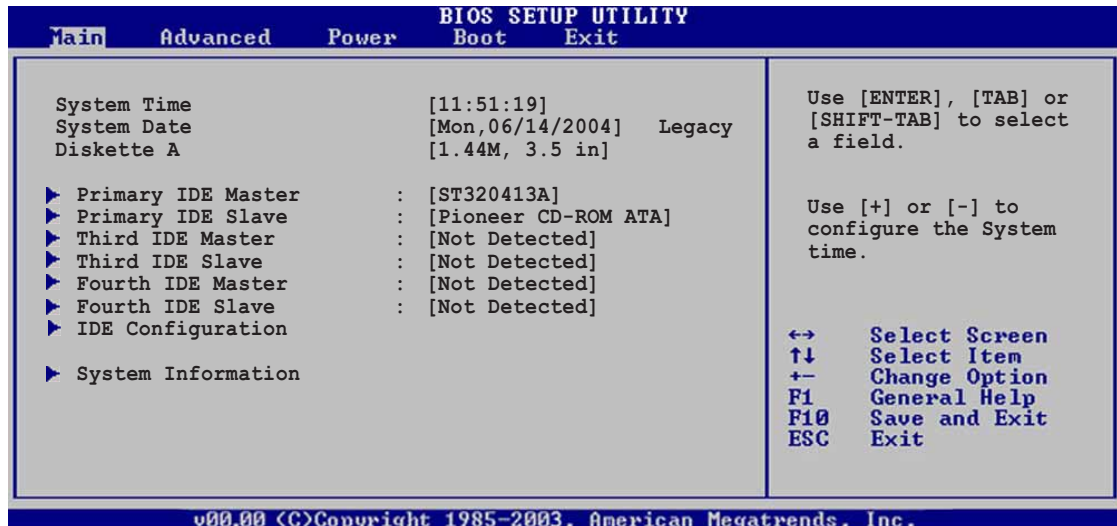 BIOS SETUP UTILITY
Main Advanced Power Boot Exit
System Time [11:51:19]
System Date [Mon,06/14/2004] Legacy
Diskette A [1.44M, 3.5 in]
Primary IDE Master : [ST320413A]
Primary IDE Slave : [Pioneer CD-ROM ATA]
Third IDE Master : [Not Detected]
Third IDE Slave : [Not Detected]
Fourth IDE Master : [Not Detected]
Fourth IDE Slave : [Not Detected]
IDE Configuration
System Information
Use [ENTER], [TAB] or
[SHIFT-TAB] to select
a field.
Use [+] or [-] to
configure the System
time.
←→ Select Screen
↑↓ Select Item
+- Change Option
F1 General Help
F10 Save and Exit
ESC Exit
v00.00 (C)Copyright 1985-2003, American Megatrends, Inc.